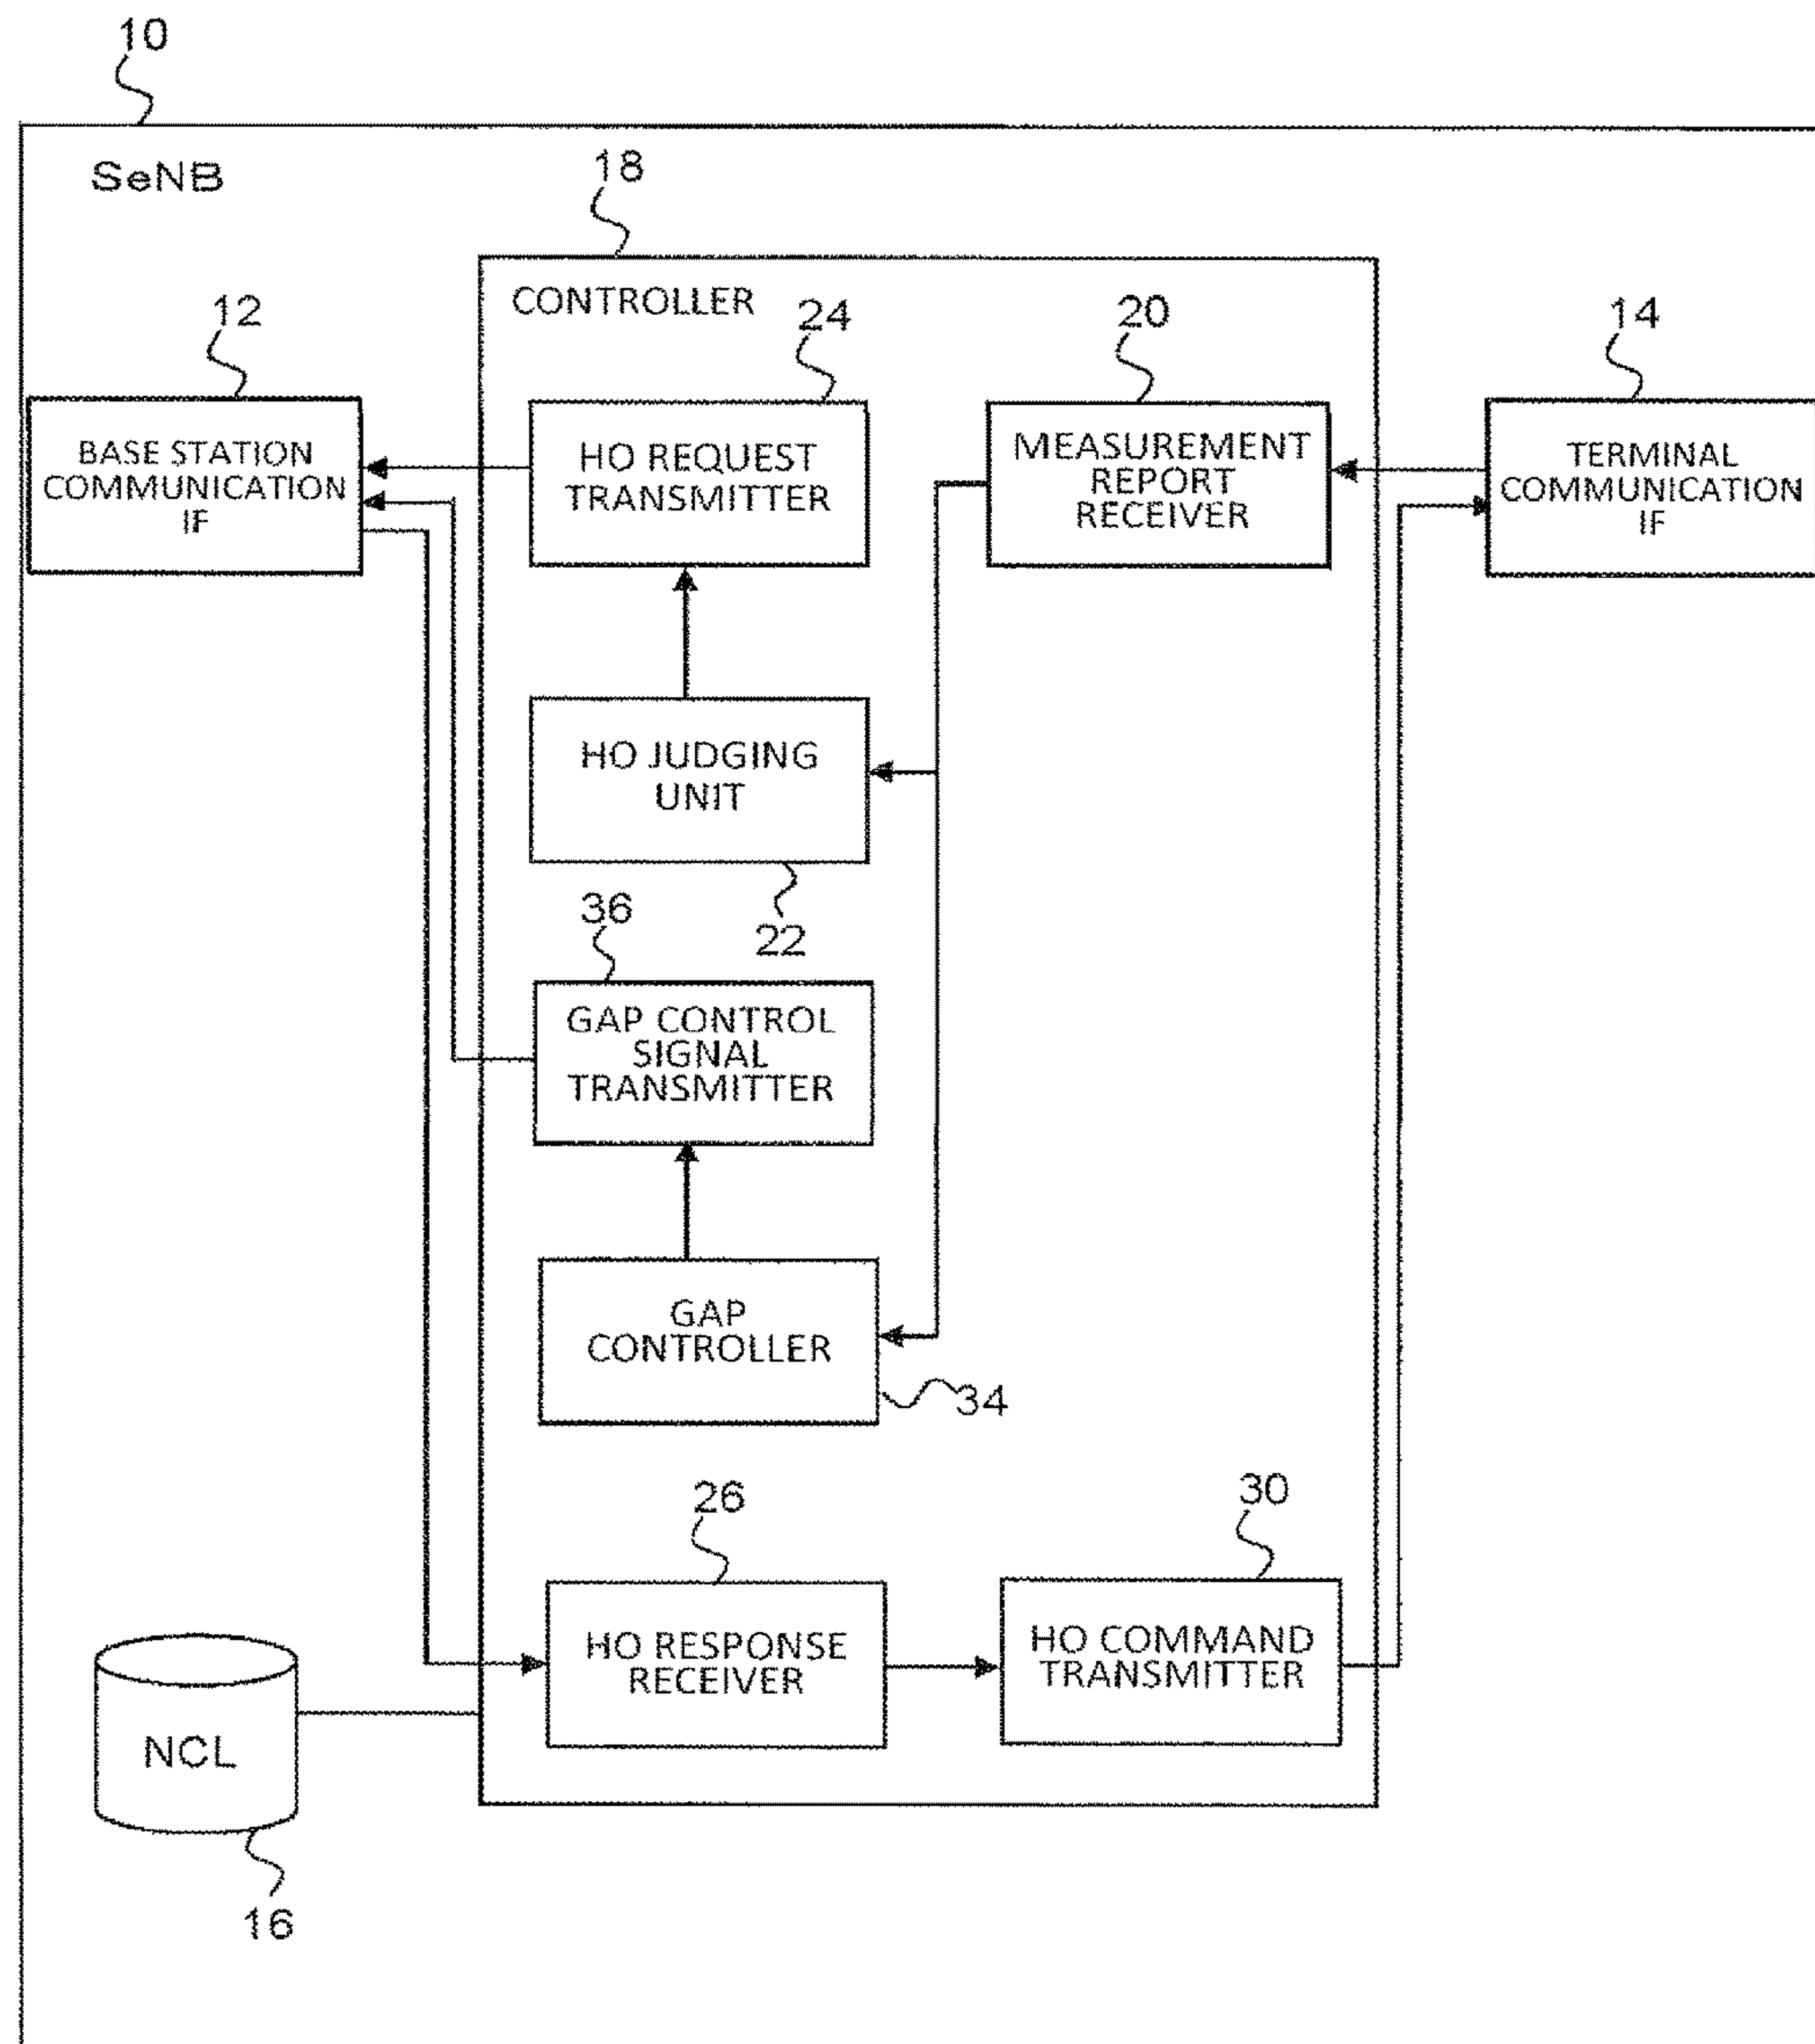 10
SeNB
18
CONTROLLER
12
24
20
14
BASE STATION
COMMUNICATION
IF
HO REQUEST
TRANSMITTER
MEASUREMENT
REPORT
RECEIVER
TERMINAL
COMMUNICATION
IF
HO JUDGING
UNIT
22
36
GAP CONTROL
SIGNAL
TRANSMITTER
GAP
CONTROLLER
34
26
30
HO RESPONSE
RECEIVER
HO COMMAND
TRANSMITTER
NCL
16